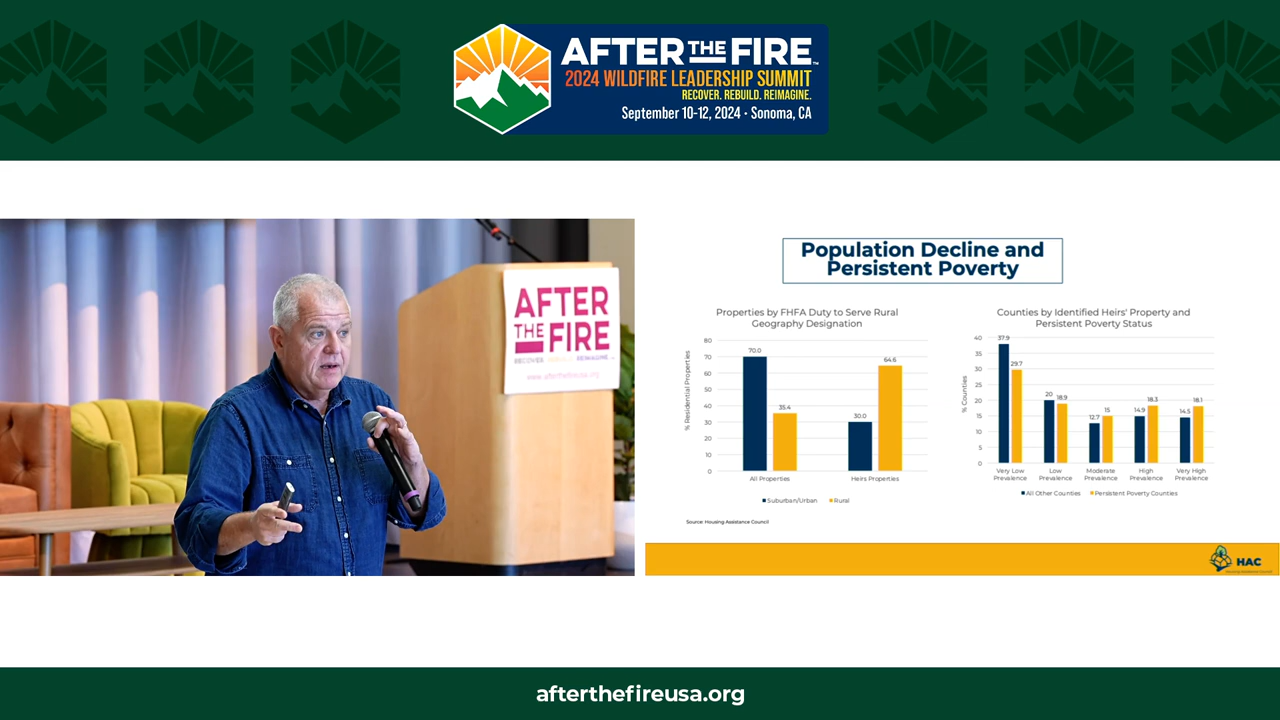 AFTER THE FIRE™
2024 WILDFIRE LEADERSHIP SUMMIT
RECOVER. REBUILD. REIMAGINE.
September 10-12, 2024 • Sonoma, CA
AFTER
THE
FIRE
RECOVER REIMAGINE
www.afterthefireusa.org
Population Decline and
Persistent Poverty
Properties by FHFA Duty to Serve Rural
Geography Designation
% Residential Properties
80
70
60
50
40
30
20
10
0
70.0
35.4
30.0
64.6
All Properties
Heirs Properties
Suburban/Urban
Rural
Counties by Identified Heirs' Property and
Persistent Poverty Status
% Counties
40
35
30
25
20
15
10
5
0
37.9
29.7
20
18.9
12.7
15
14.9
18.3
14.5
18.1
Very Low
Prevalence
Low
Prevalence
Moderate
Prevalence
High
Prevalence
Very High
Prevalence
All Other Counties
Persistent Poverty Counties
Source: Housing Assistance Council
HAC
Housing Assistance Council
afterthefireusa.org